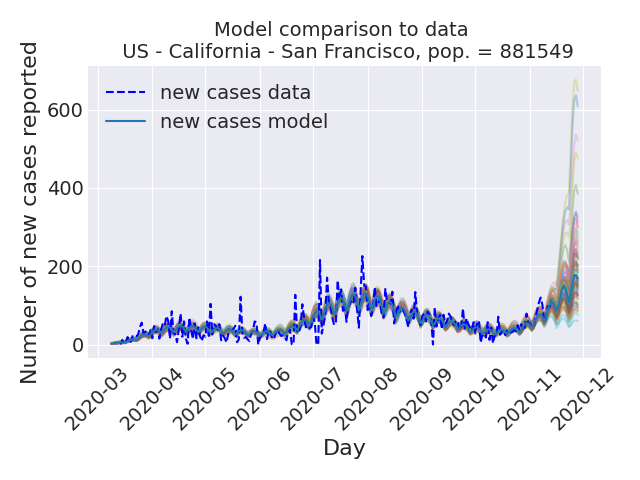 Model comparison to data
US - California - San Francisco, pop. = 881549
Number of new cases reported
new cases data
new cases model
600
400
200
0
2020-03
2020-04
2020-05
2020-06
2020-07
2020-08
2020-09
2020-10
2020-11
2020-12
Day